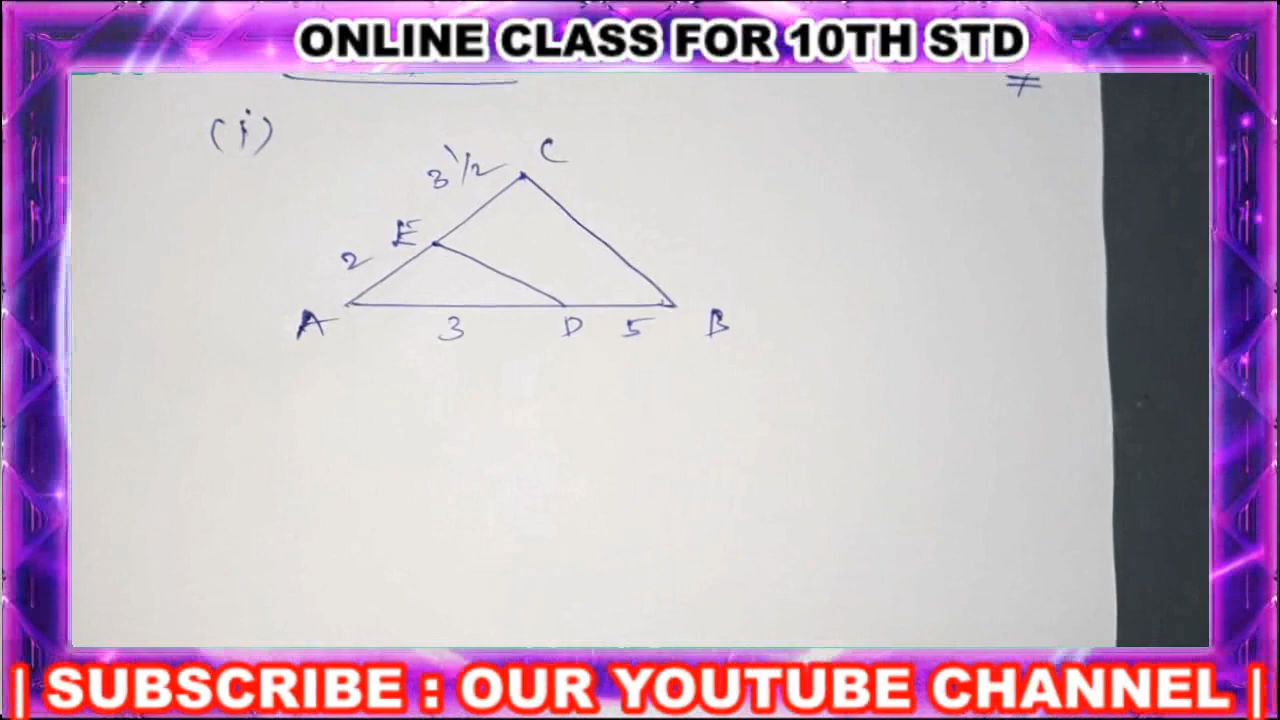 ONLINE CLASS FOR 10TH STD
(i)
3 1/2 C
E
2
A 3 D 5 B
| SUBSCRIBE : OUR YOUTUBE CHANNEL |